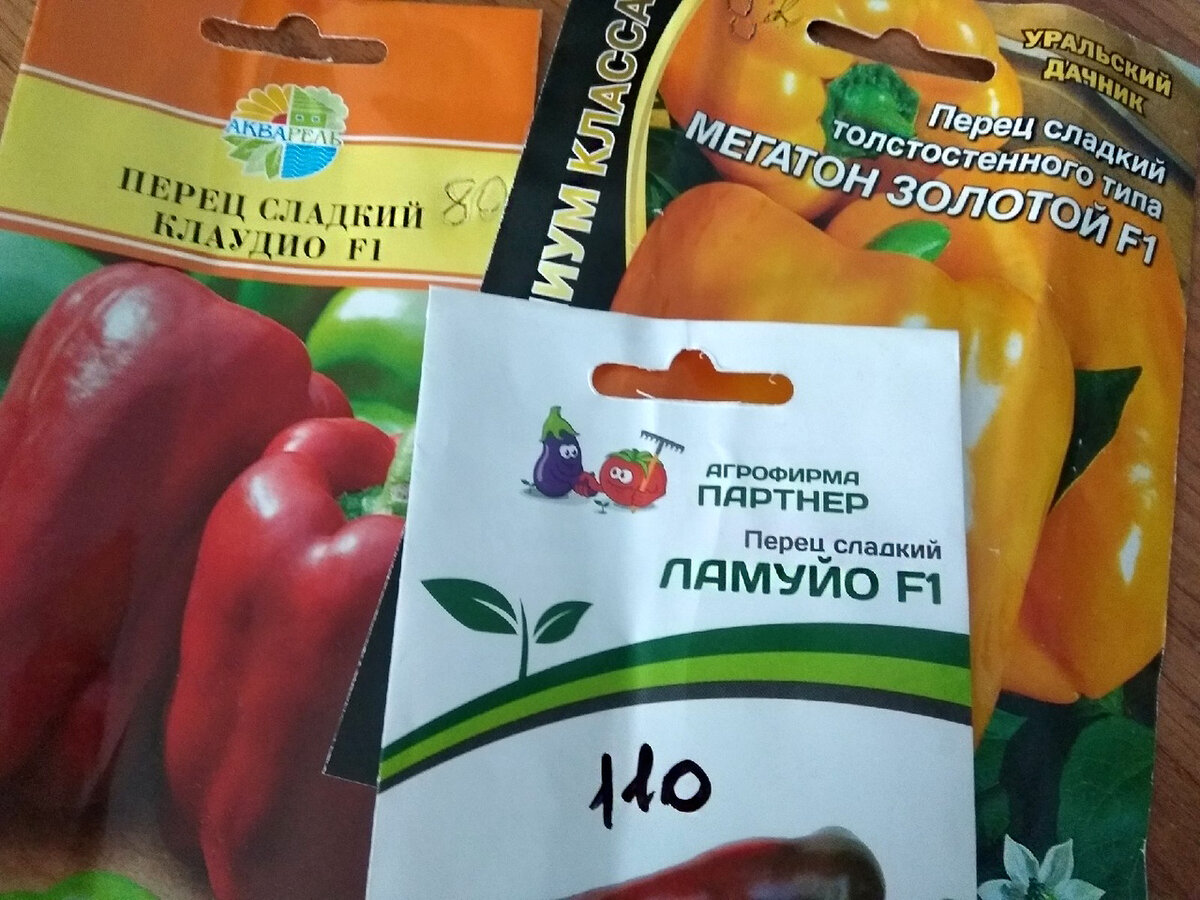 АКВАРЕЛЬ
ПЕРЕЦ СЛАДКИЙ
КЛАУДИО F1
80
ИУМ КЛАССА
УРАЛЬСКИЙ
ДАЧНИК
Перец сладкий
толстостенного типа
МЕГАТОН ЗОЛОТОЙ F1
АГРОФИРМА
ПАРТНЕР
Перец сладкий
ЛАМУЙО F1
110